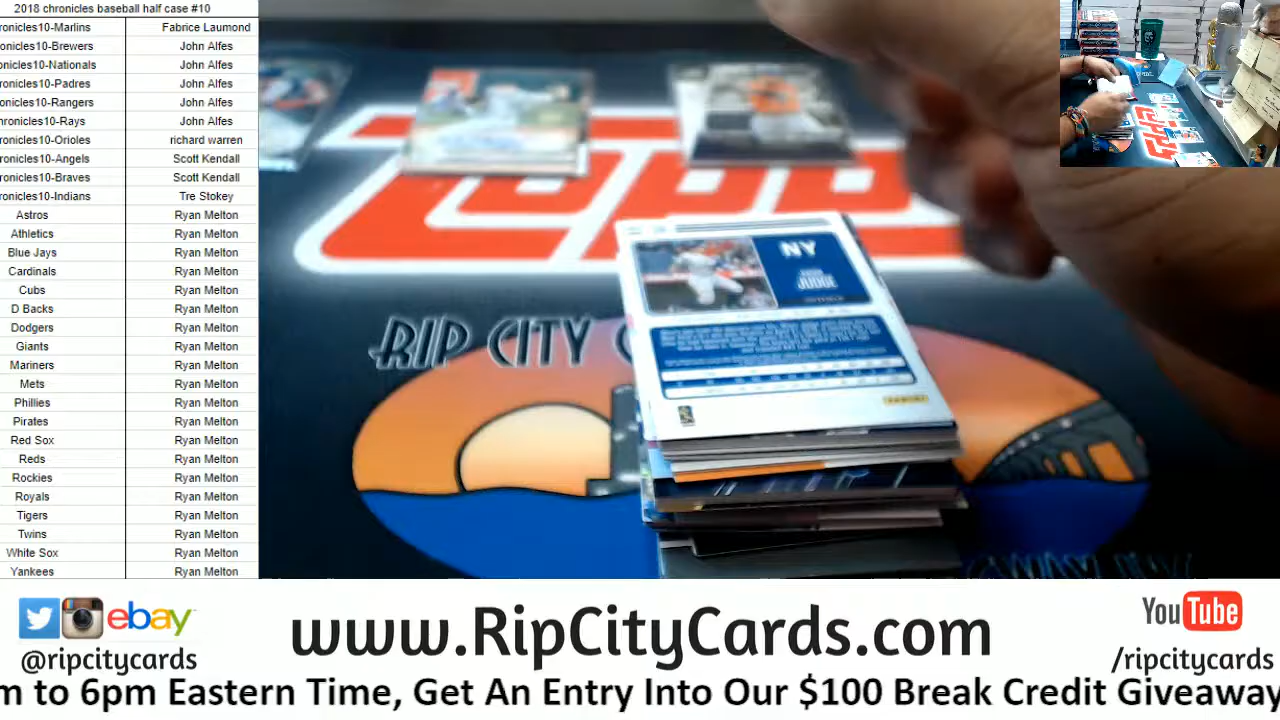 2018 chronicles baseball half case #10
ronicles10-Marlins Fabrice Laumond
onicles10-Brewers John Alfes
onicles10-Nationals John Alfes
ronicles10-Padres John Alfes
onicles10-Rangers John Alfes
ronicles10-Rays John Alfes
ronicles10-Orioles richard warren
ronicles10-Angels Scott Kendall
ronicles10-Braves Scott Kendall
ronicles10-Indians Tre Stokey
Astros Ryan Melton
Athletics Ryan Melton
Blue Jays Ryan Melton
Cardinals Ryan Melton
Cubs Ryan Melton
D Backs Ryan Melton
Dodgers Ryan Melton
Giants Ryan Melton
Mariners Ryan Melton
Mets Ryan Melton
Phillies Ryan Melton
Pirates Ryan Melton
Red Sox Ryan Melton
Reds Ryan Melton
Rockies Ryan Melton
Royals Ryan Melton
Tigers Ryan Melton
Twins Ryan Melton
White Sox Ryan Melton
Yankees Ryan Melton
NY
JUDGE
PANINI
RIP CITY C
ebay
@ripcitycards
www.RipCityCards.com
YouTube
/ripcitycards
m to 6pm Eastern Time, Get An Entry Into Our $100 Break Credit Giveaway